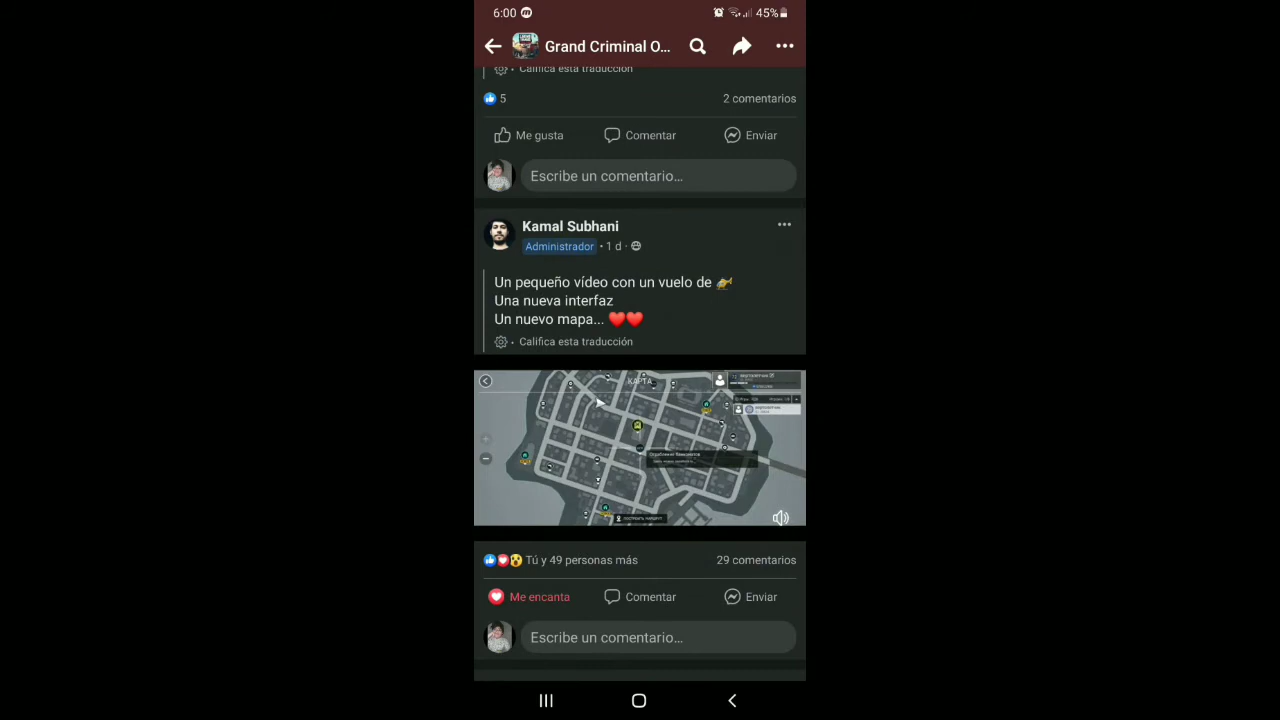 6:00
45%
Grand Criminal O...
Califica esta traducción
5
2 comentarios
Me gusta
Comentar
Enviar
Escribe un comentario...
Kamal Subhani
Administrador • 1 d ·
Un pequeño vídeo con un vuelo de 🚁
Una nueva interfaz
Un nuevo mapa... ❤️❤️
Califica esta traducción
КАРТА
Tú y 49 personas más
29 comentarios
Me encanta
Comentar
Enviar
Escribe un comentario...